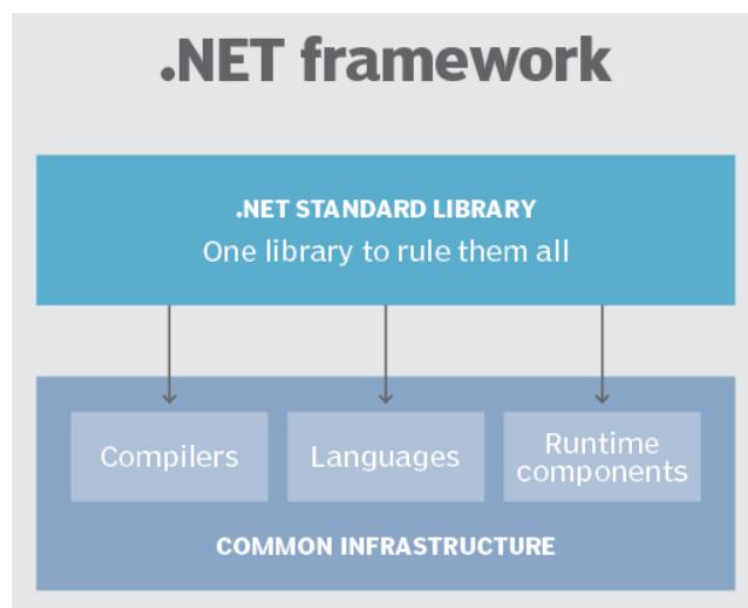 .NET framework
.NET STANDARD LIBRARY
One library to rule them all
Compilers
Languages
Runtime
components
COMMON INFRASTRUCTURE